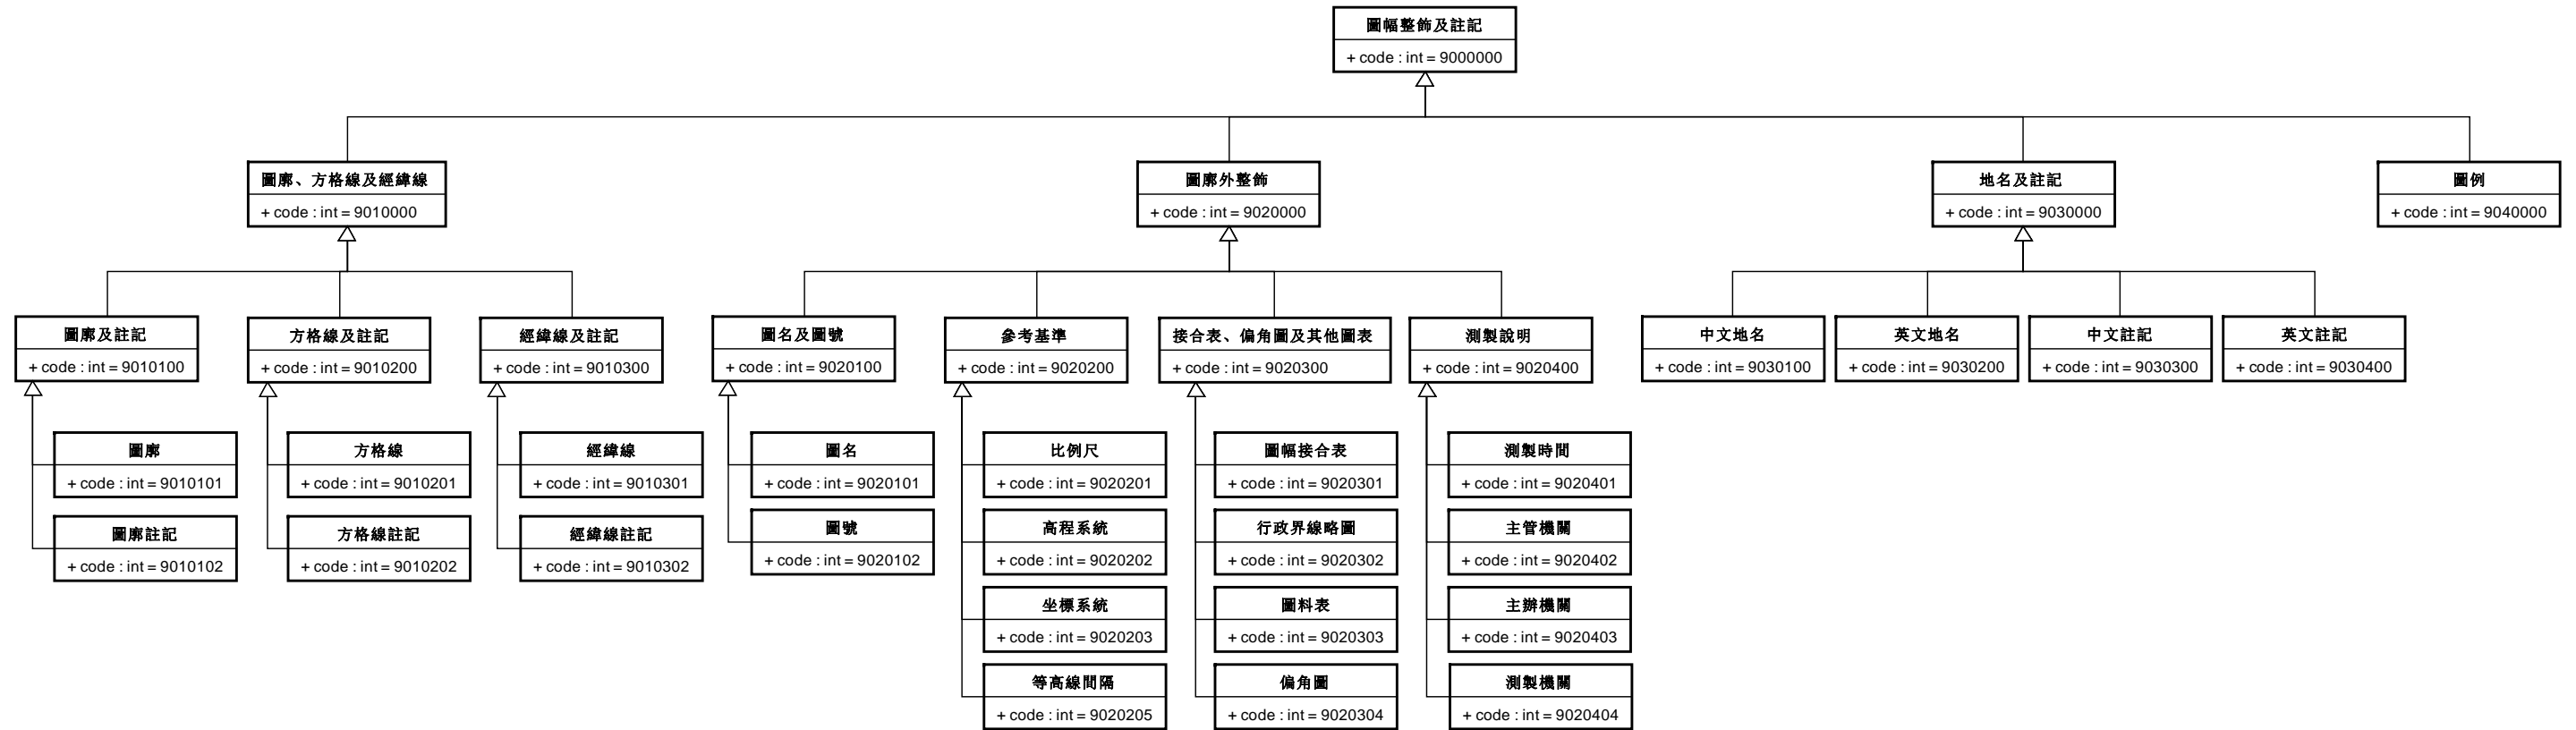 圖幅整飾及註記
+ code : int = 9000000
圖廓、方格線及經緯線
+ code : int = 9010000
圖廓外整飾
+ code : int = 9020000
地名及註記
+ code : int = 9030000
圖例
+ code : int = 9040000
圖廓及註記
+ code : int = 9010100
方格線及註記
+ code : int = 9010200
經緯線及註記
+ code : int = 9010300
圖名及圖號
+ code : int = 9020100
參考基準
+ code : int = 9020200
接合表、偏角圖及其他圖表
+ code : int = 9020300
測製說明
+ code : int = 9020400
中文地名
+ code : int = 9030100
英文地名
+ code : int = 9030200
中文註記
+ code : int = 9030300
英文註記
+ code : int = 9030400
圖廓
+ code : int = 9010101
方格線
+ code : int = 9010201
經緯線
+ code : int = 9010301
圖名
+ code : int = 9020101
比例尺
+ code : int = 9020201
圖幅接合表
+ code : int = 9020301
測製時間
+ code : int = 9020401
圖廓註記
+ code : int = 9010102
方格線註記
+ code : int = 9010202
經緯線註記
+ code : int = 9010302
圖號
+ code : int = 9020102
高程系統
+ code : int = 9020202
行政界線略圖
+ code : int = 9020302
主管機關
+ code : int = 9020402
坐標系統
+ code : int = 9020203
圖料表
+ code : int = 9020303
主辦機關
+ code : int = 9020403
等高線間隔
+ code : int = 9020205
偏角圖
+ code : int = 9020304
測製機關
+ code : int = 9020404